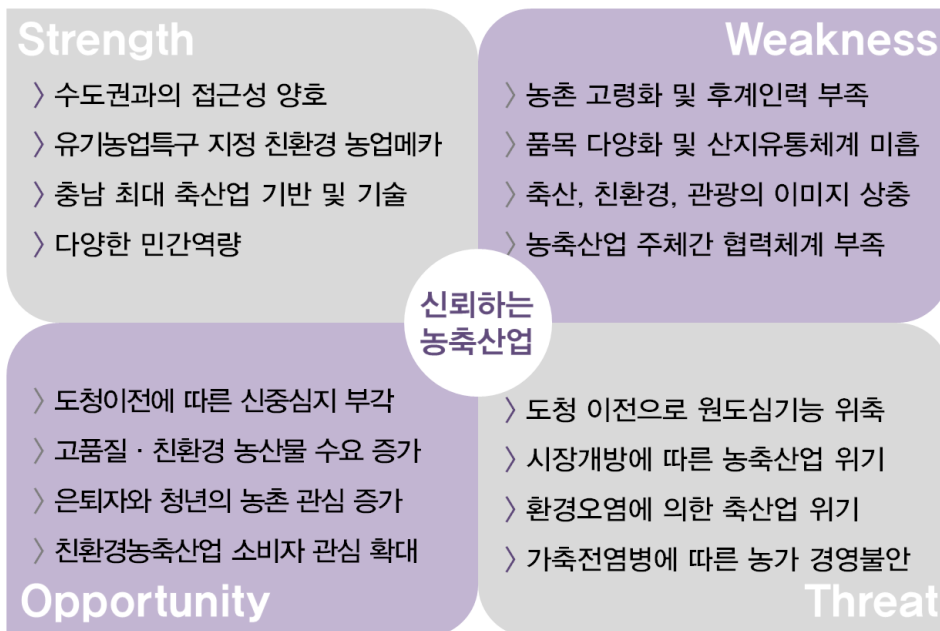 Strength
〉수도권과의 접근성 양호
〉유기농업특구 지정 친환경 농업메카
〉충남 최대 축산업 기반 및 기술
〉다양한 민간역량
Weakness
〉농촌 고령화 및 후계인력 부족
〉품목 다양화 및 산지유통체계 미흡
〉축산, 친환경, 관광의 이미지 상충
〉농축산업 주체간 협력체계 부족
신뢰하는
농축산업
〉도청이전에 따른 신중심지 부각
〉고품질 · 친환경 농산물 수요 증가
〉은퇴자와 청년의 농촌 관심 증가
〉친환경농축산업 소비자 관심 확대
Opportunity
〉도청 이전으로 원도심기능 위축
〉시장개방에 따른 농축산업 위기
〉환경오염에 의한 축산업 위기
〉가축전염병에 따른 농가 경영불안
Threat